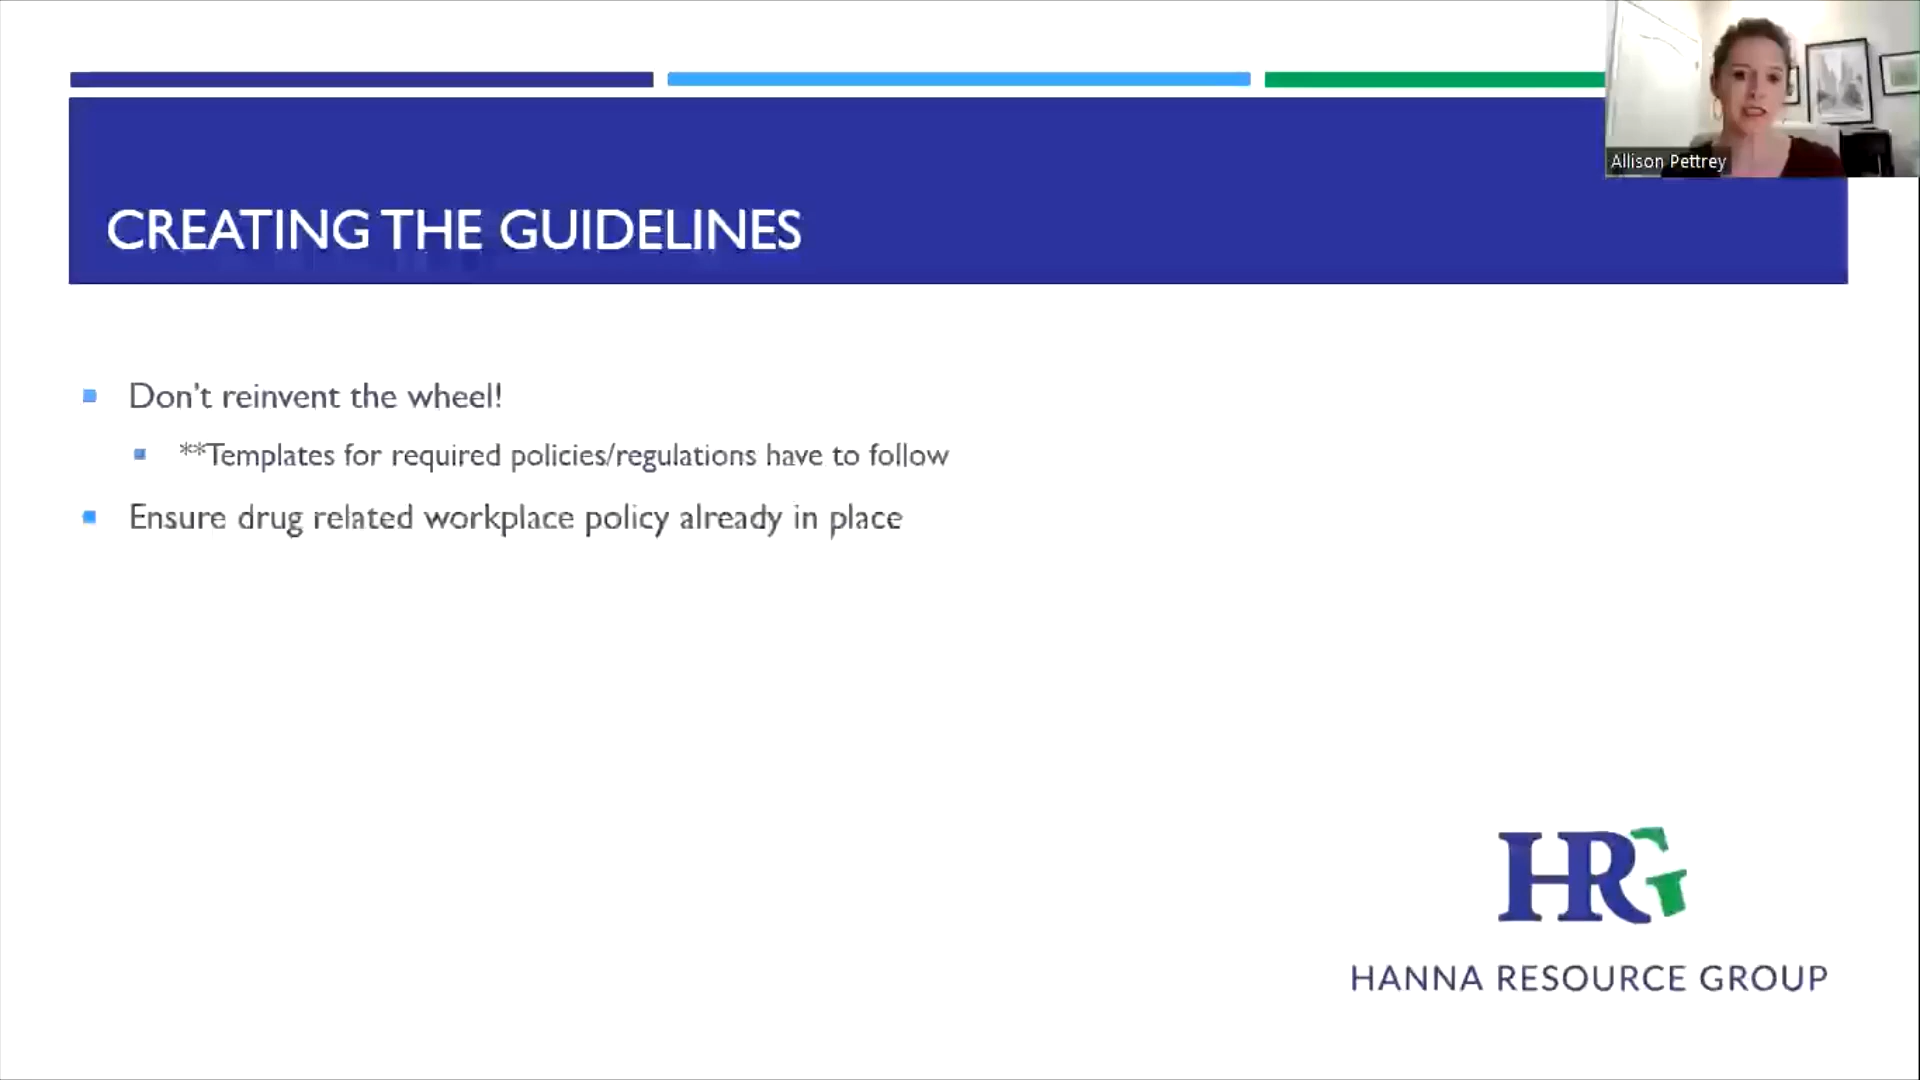 Allison Pettrey
CREATING THE GUIDELINES
Don't reinvent the wheel!
**Templates for required policies/regulations have to follow
Ensure drug related workplace policy already in place
HRG
HANNA RESOURCE GROUP